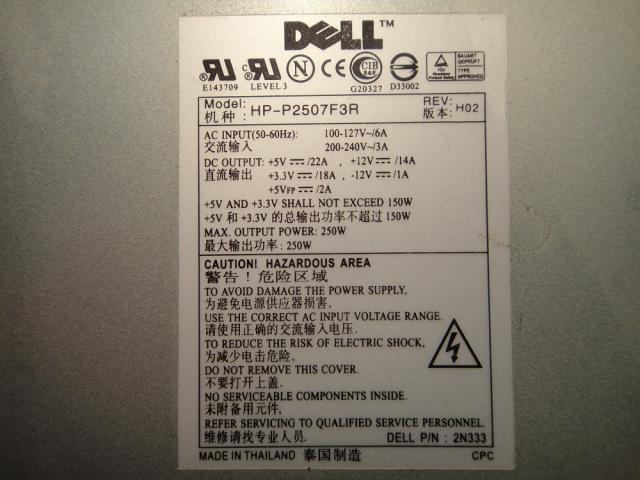 DELL™
E143709 LEVEL 3 N CE CIB S&E G20327 D D33002 TÜV Product Safety BAUART GEPRÜFT TYPE APPROVED
Model: HP-P2507F3R REV: H02
机种: 版本:
AC INPUT(50-60Hz): 100-127V~/6A
交流输入 200-240V~/3A
DC OUTPUT: +5V⎓/22A , +12V⎓/14A
直流输出 +3.3V⎓/18A , -12V⎓/1A
+5VFP⎓/2A
+5V AND +3.3V SHALL NOT EXCEED 150W
+5V 和 +3.3V 的总输出功率不超过 150W
MAX. OUTPUT POWER: 250W
最大输出功率: 250W
CAUTION! HAZARDOUS AREA
警告! 危险区域
TO AVOID DAMAGE THE POWER SUPPLY,
为避免电源供应器损害,
USE THE CORRECT AC INPUT VOLTAGE RANGE.
请使用正确的交流输入电压.
TO REDUCE THE RISK OF ELECTRIC SHOCK,
为减少电击危险,
DO NOT REMOVE THIS COVER.
不要打开上盖.
NO SERVICEABLE COMPONENTS INSIDE.
未附备用元件,
REFER SERVICING TO QUALIFIED SERVICE PERSONNEL.
维修请找专业人员. DELL P/N : 2N333
MADE IN THAILAND 泰国制造 CPC